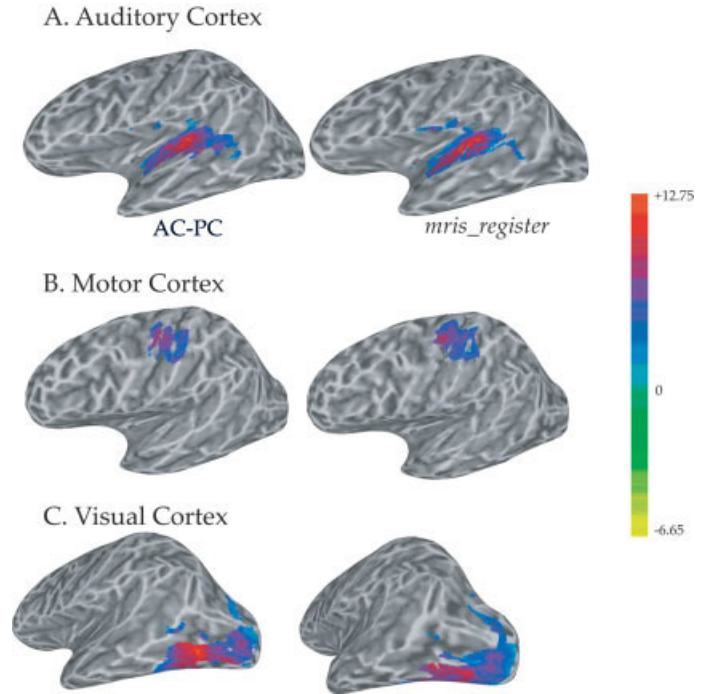 A. Auditory Cortex
AC-PC
mris_register
+12.75
0
-6.65
B. Motor Cortex
C. Visual Cortex